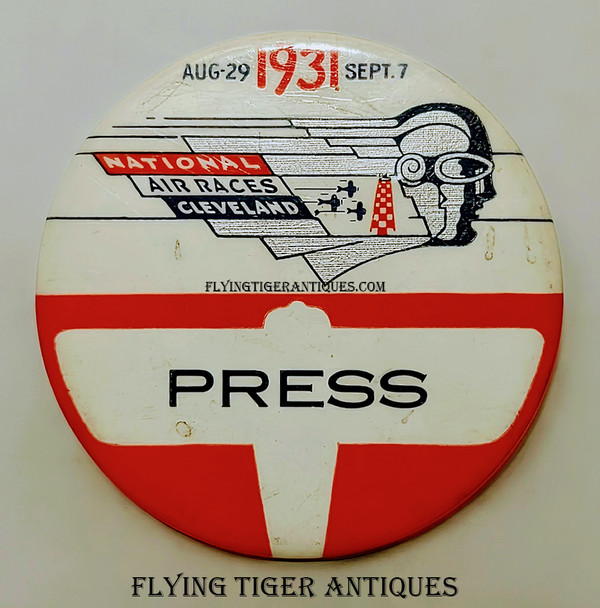 AUG-29 1931 SEPT. 7
NATIONAL
AIR RACES
CLEVELAND
FLYINGTIGERANTIQUES.COM
PRESS
FLYING TIGER ANTIQUES